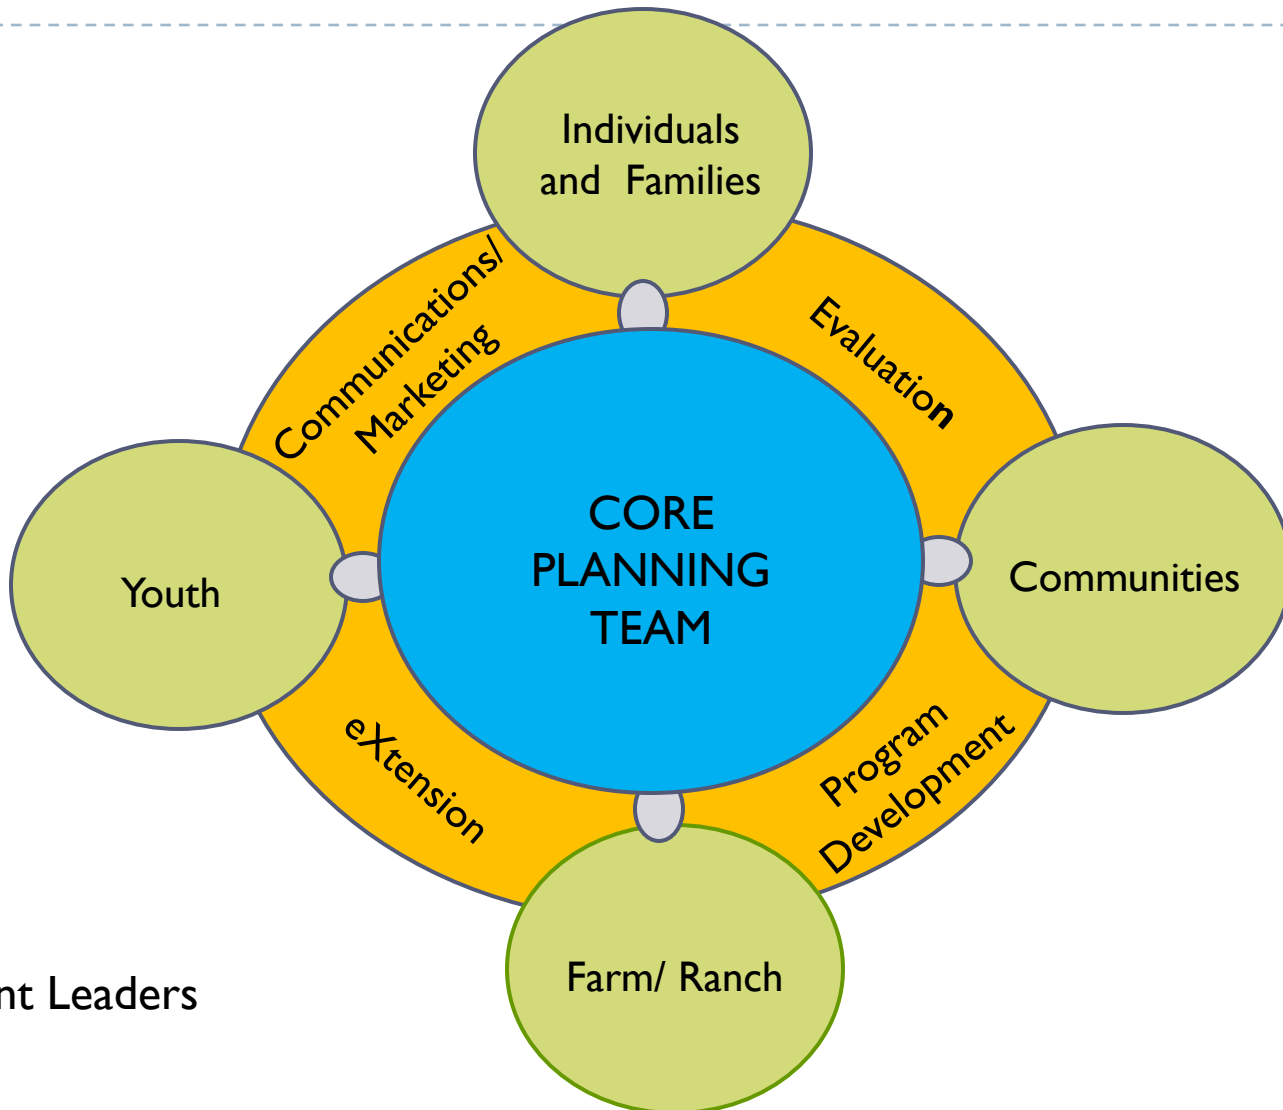 Individuals
and Families
Communications/
Marketing
Evaluation
CORE
PLANNING
TEAM
Youth
Communities
eXtension
Program
Development
Farm/ Ranch
nt Leaders